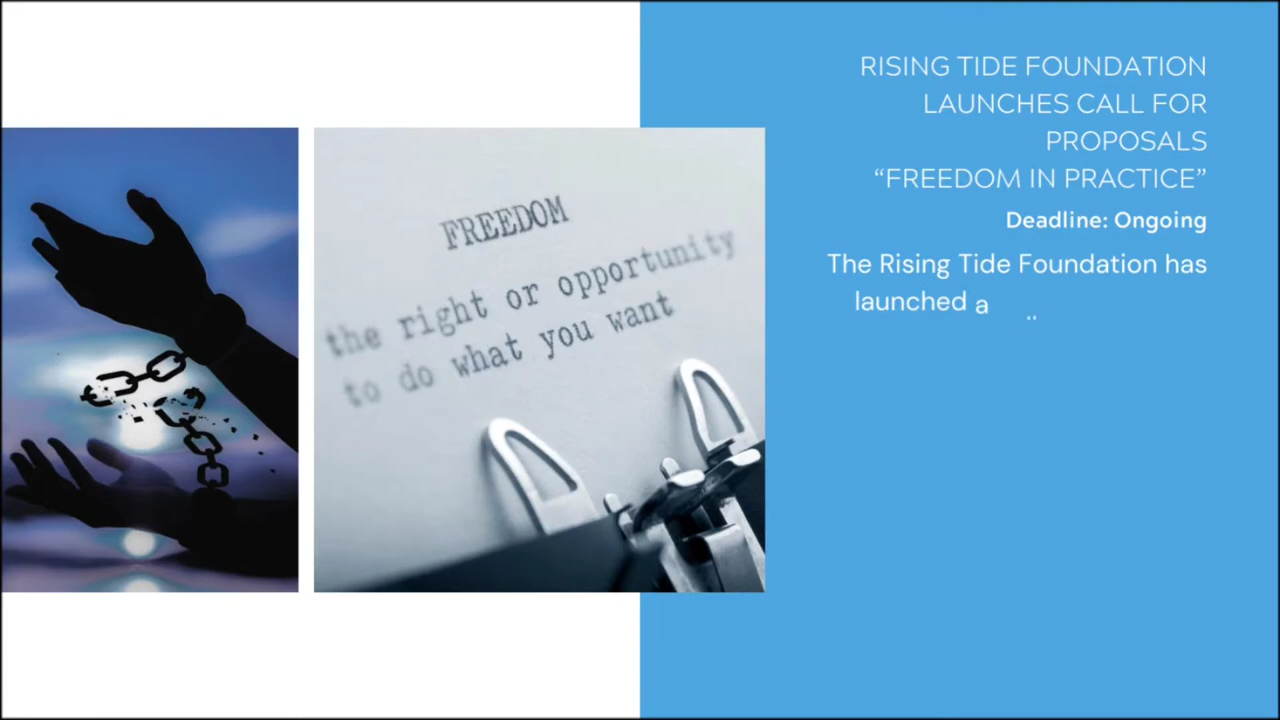 FREEDOM
the right or opportunity
to do what you want
RISING TIDE FOUNDATION
LAUNCHES CALL FOR
PROPOSALS
“FREEDOM IN PRACTICE”
Deadline: Ongoing
The Rising Tide Foundation has
launched a